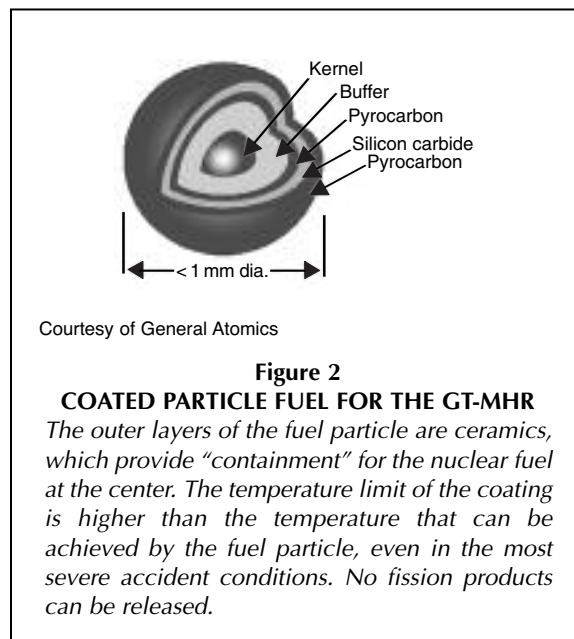 Kernel
Buffer
Pyrocarbon
Silicon carbide
Pyrocarbon
< 1 mm dia.
Courtesy of General Atomics
Figure 2
COATED PARTICLE FUEL FOR THE GT-MHR
The outer layers of the fuel particle are ceramics,
which provide “containment” for the nuclear fuel
at the center. The temperature limit of the coating
is higher than the temperature that can be
achieved by the fuel particle, even in the most
severe accident conditions. No fission products
can be released.